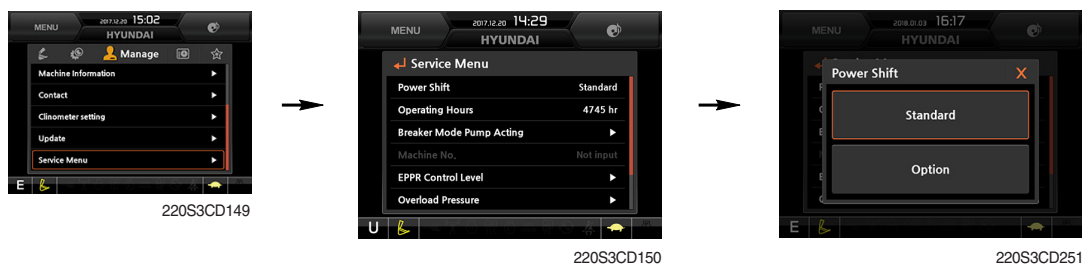 MENU 2017.12.20 15:02
HYUNDAI
Manage
Machine Information
Contact
Clinometer setting
Update
Service Menu
E
220S3CD149
MENU 2017.12.20 14:29
HYUNDAI
Service Menu
Power Shift Standard
Operating Hours 4745 hr
Breaker Mode Pump Acting
Machine No. Not input
EPPR Control Level
Overload Pressure
U
220S3CD150
MENU 2018.01.03 16:17
HYUNDAI
Power Shift X
Standard
Option
E
220S3CD251